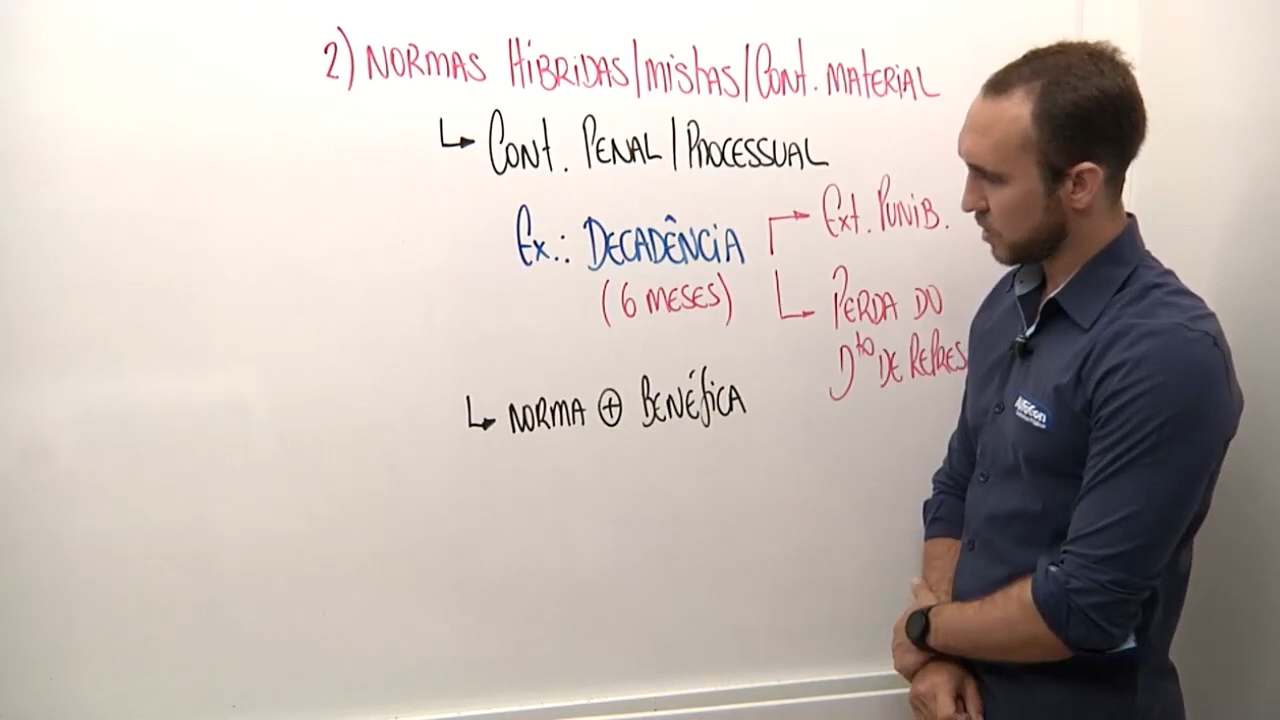 2) NORMAS HÍBRIDAS/MISTAS/CONT. MATERIAL
↳ CONT. PENAL / PROCESSUAL
EX.: DECADÊNCIA
(6 MESES)
→ EXT. PUNIB.
↳ PERDA DO
Dto DE REPRES
↳ NORMA ⊕ BENÉFICA
AlfaCon